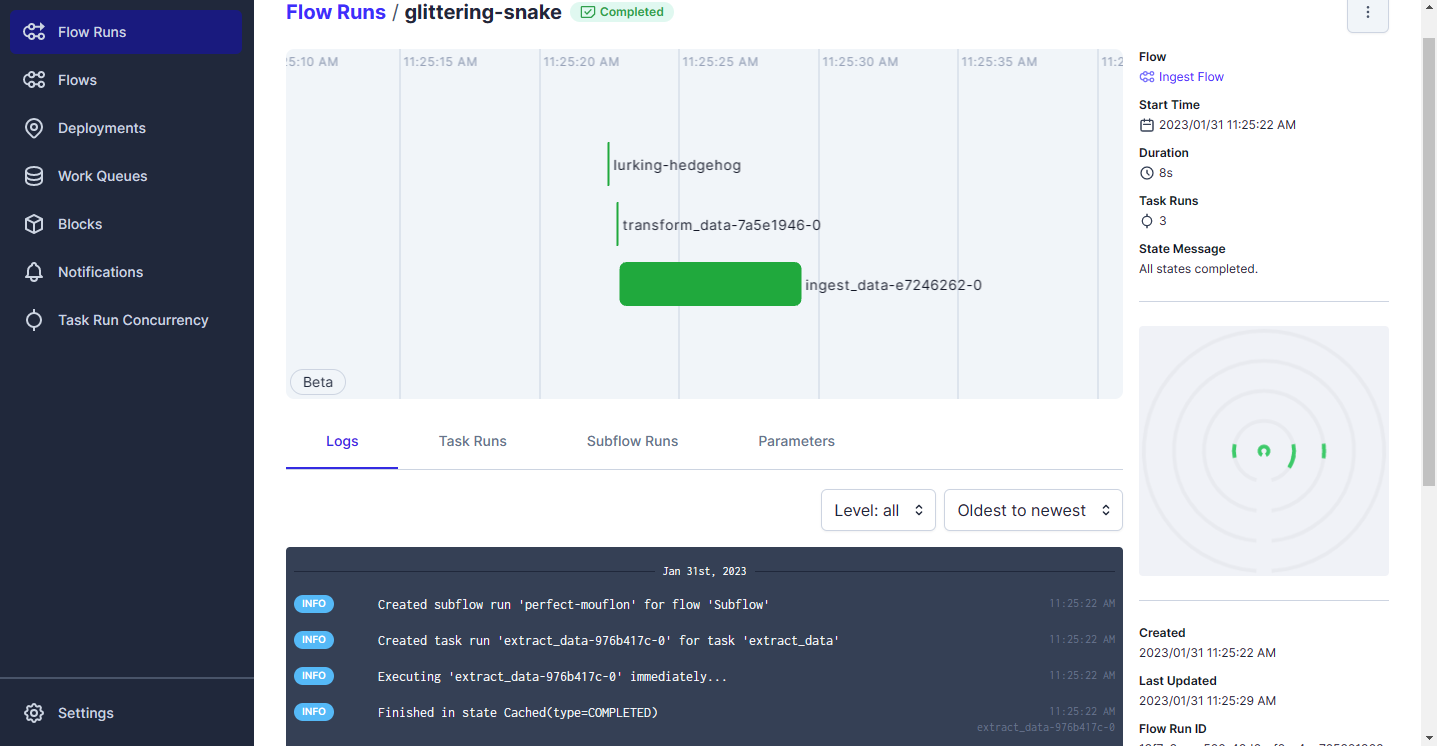 Flow Runs
Flows
Deployments
Work Queues
Blocks
Notifications
Task Run Concurrency
Settings
Flow Runs / glittering-snake Completed
5:10 AM 11:25:15 AM 11:25:20 AM 11:25:25 AM 11:25:30 AM 11:25:35 AM 11:2
lurking-hedgehog
transform_data-7a5e1946-0
ingest_data-e7246262-0
Beta
Logs Task Runs Subflow Runs Parameters
Level: all Oldest to newest
Jan 31st, 2023
INFO Created subflow run 'perfect-mouflon' for flow 'Subflow' 11:25:22 AM
INFO Created task run 'extract_data-976b417c-0' for task 'extract_data' 11:25:22 AM
INFO Executing 'extract_data-976b417c-0' immediately... 11:25:22 AM
INFO Finished in state Cached(type=COMPLETED) 11:25:22 AM
extract_data-976b417c-0
Flow
Ingest Flow
Start Time
2023/01/31 11:25:22 AM
Duration
8s
Task Runs
3
State Message
All states completed.
Created
2023/01/31 11:25:22 AM
Last Updated
2023/01/31 11:25:29 AM
Flow Run ID